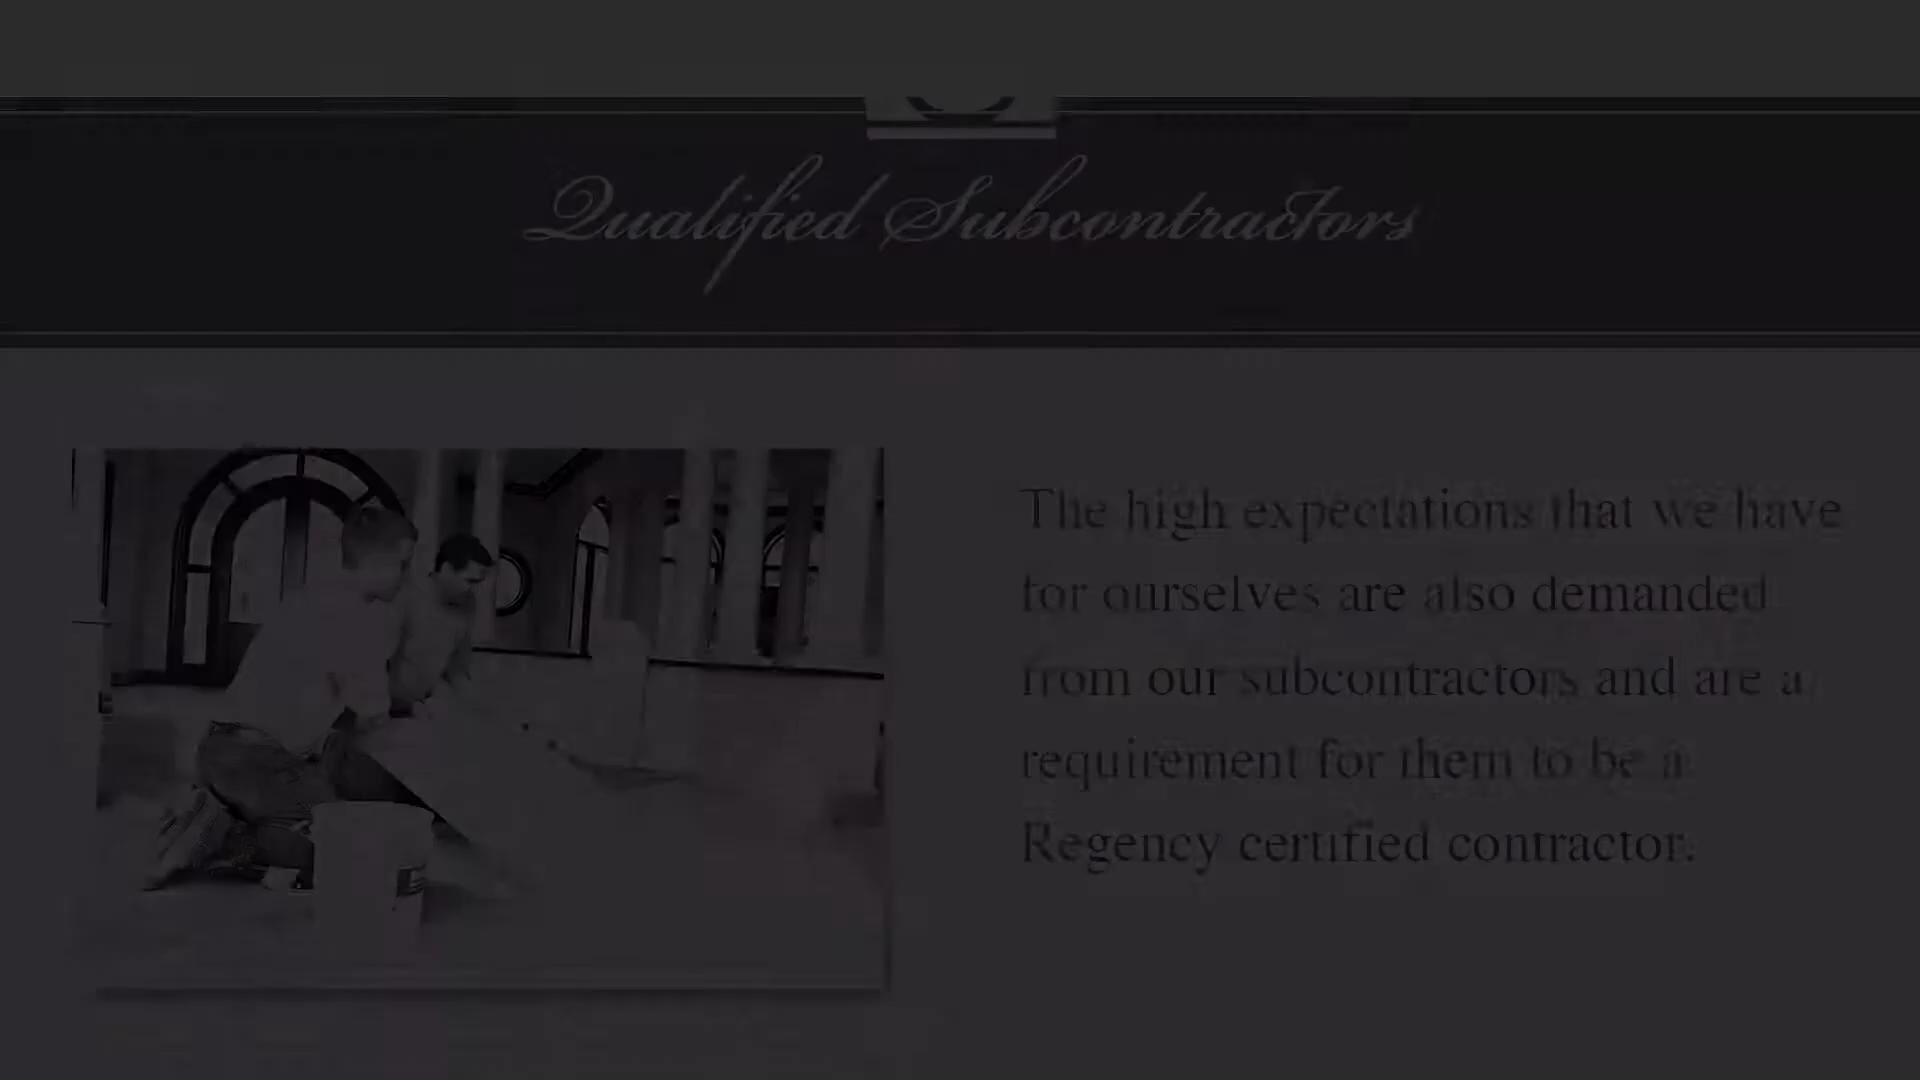 Qualified Subcontractors
The high expectations that we have
for ourselves are also demanded
from our subcontractors and are a
requirement for them to be a
Regency certified contractor.